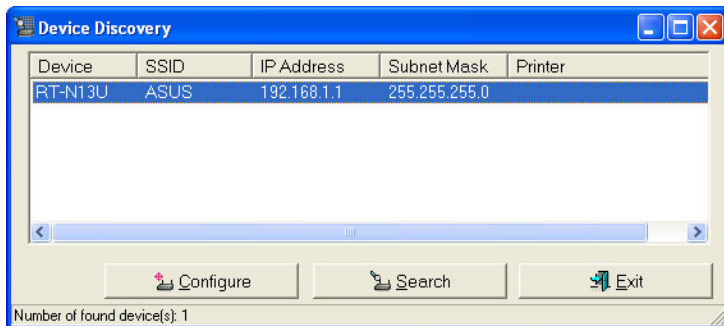 Device Discovery
Device SSID IP Address Subnet Mask Printer
RT-N13U ASUS 192.168.1.1 255.255.255.0
Configure Search Exit
Number of found device(s): 1